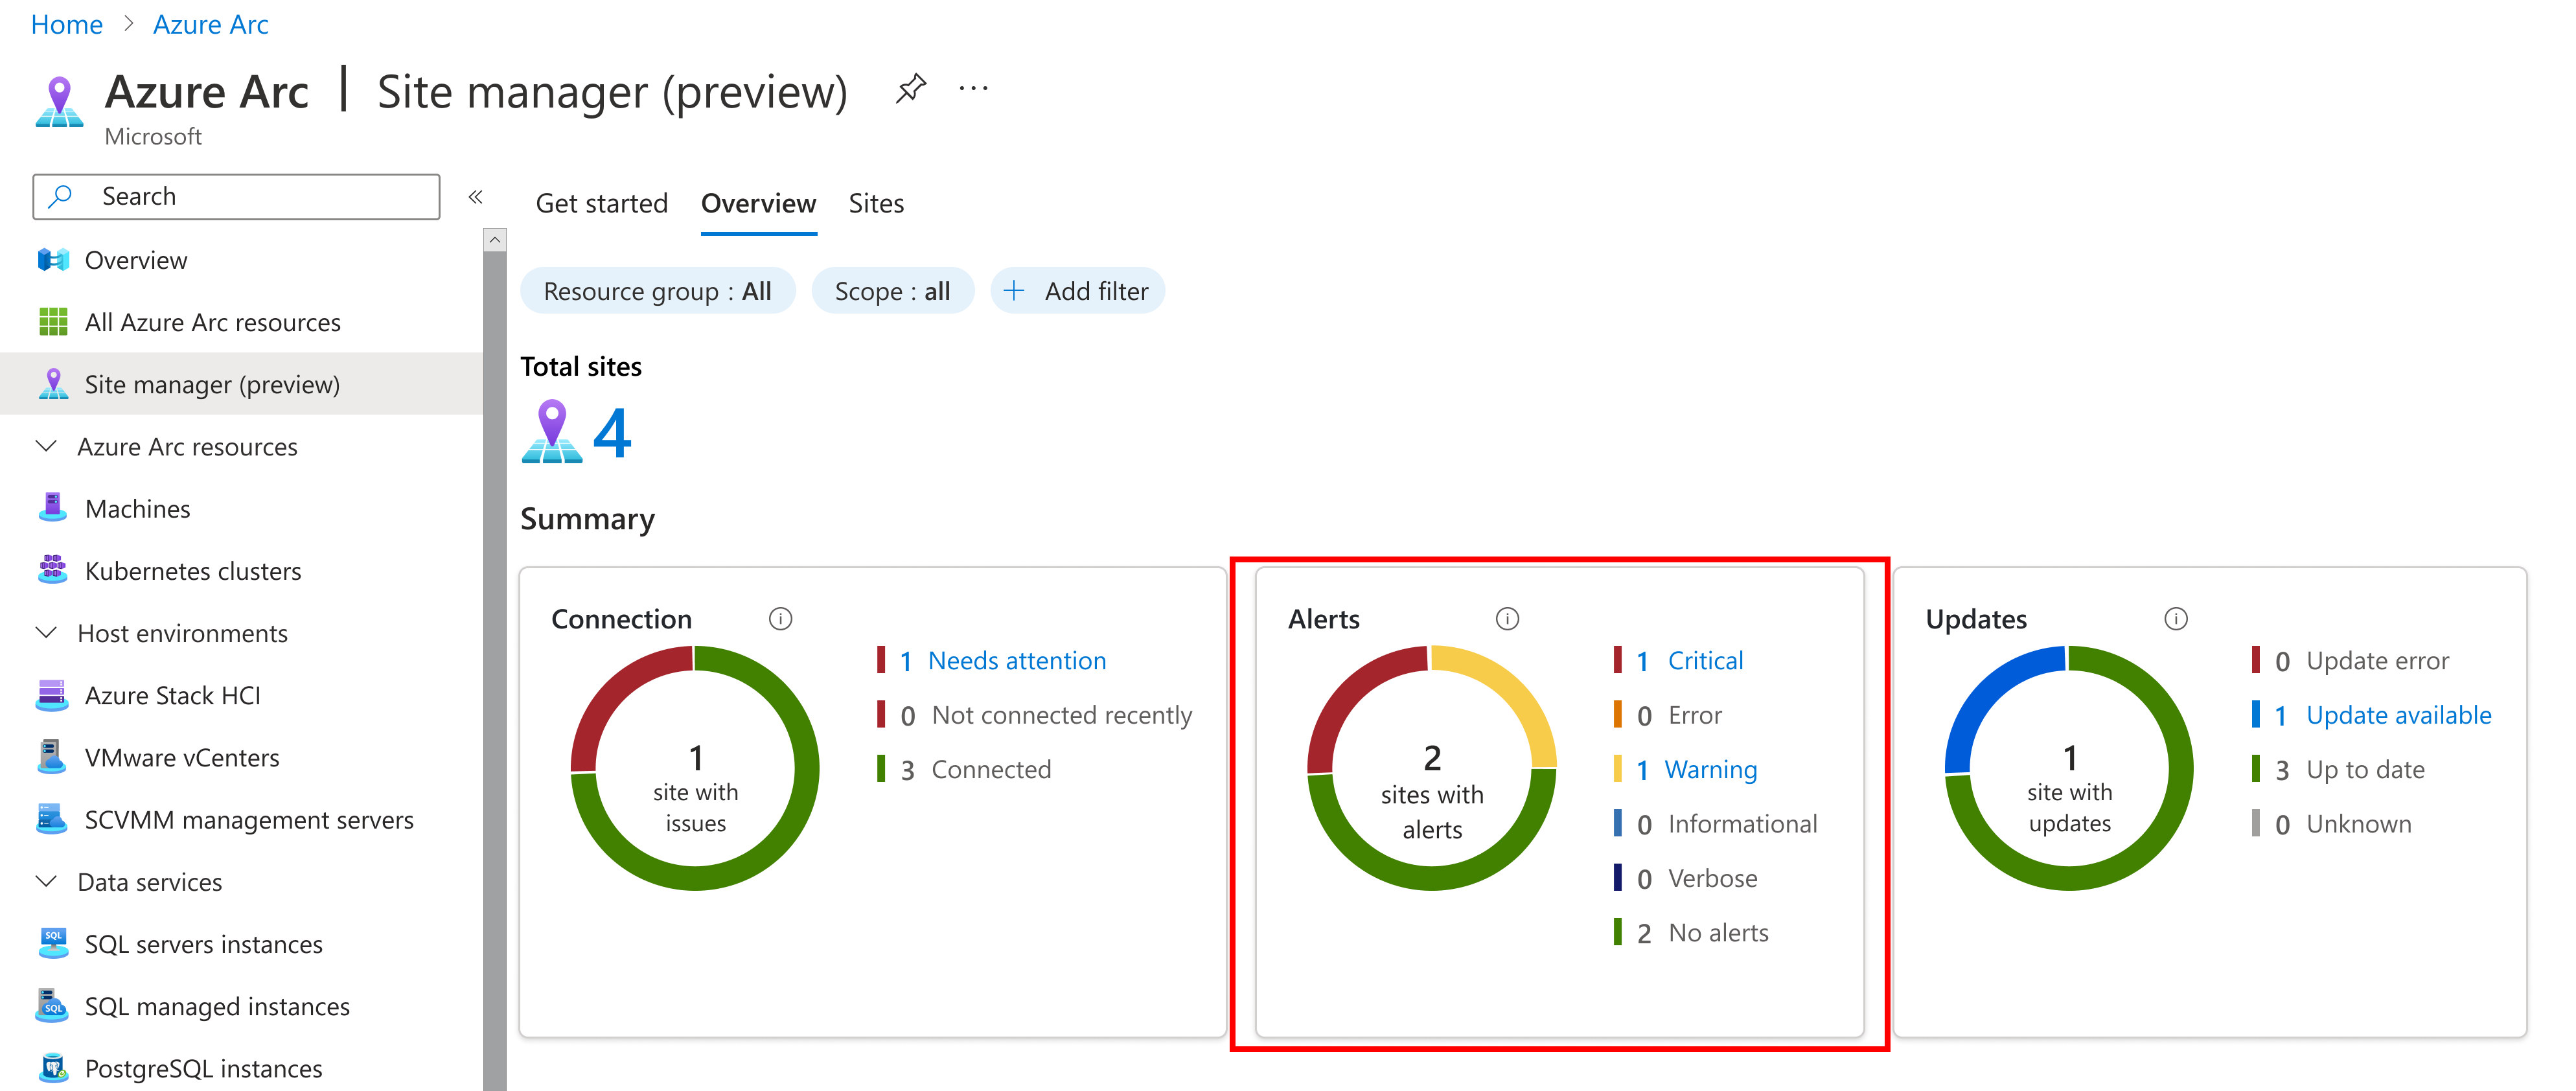 Home > Azure Arc
Azure Arc | Site manager (preview) ...
Microsoft
Search «
Overview
All Azure Arc resources
Site manager (preview)
Azure Arc resources
Machines
Kubernetes clusters
Host environments
Azure Stack HCI
VMware vCenters
SCVMM management servers
Data services
SQL servers instances
SQL managed instances
PostgreSQL instances
Get started Overview Sites
Resource group : All Scope : all + Add filter
Total sites
4
Summary
Connection
1
site with
issues
1 Needs attention
0 Not connected recently
3 Connected
Alerts
2
sites with
alerts
1 Critical
0 Error
1 Warning
0 Informational
0 Verbose
2 No alerts
Updates
1
site with
updates
0 Update error
1 Update available
3 Up to date
0 Unknown